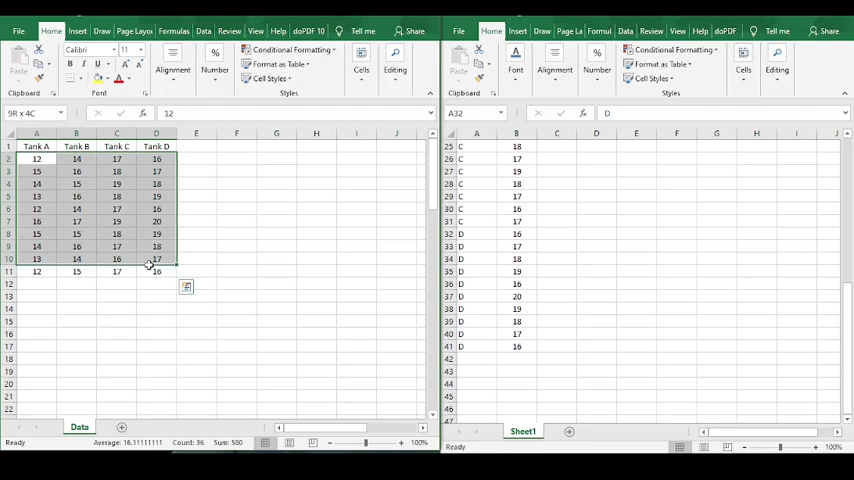 File Home Insert Draw Page Layou Formulas Data Review View Help doPDF 10 Tell me Share
Paste Clipboard
Calibri 11
B I U
Font
Alignment
Number
Conditional Formatting
Format as Table
Cell Styles
Styles
Cells
Editing
9R x 4C fx 12
A B C D E F G H I J
1 Tank A Tank B Tank C Tank D
2 12 14 17 16
3 15 16 18 17
4 14 15 19 18
5 13 16 18 19
6 12 14 17 16
7 16 17 19 20
8 15 15 18 19
9 14 16 17 18
10 13 14 16 17
11 12 15 17 16
12
13
14
15
16
17
18
19
20
21
22
Data
Ready Average: 16.11111111 Count: 36 Sum: 580 100%
File Home Insert Draw Page L Formul Data Review View Help doPDF Tell me Share
Paste Clipboard
Font
Alignment
Number
Conditional Formatting
Format as Table
Cell Styles
Styles
Cells
Editing
A32 fx D
A B C D E F G H I J
25 C 18
26 C 17
27 C 19
28 C 18
29 C 17
30 C 16
31 C 17
32 D 16
33 D 17
34 D 18
35 D 19
36 D 16
37 D 20
38 D 19
39 D 18
40 D 17
41 D 16
42
43
44
45
46
47
Sheet1
Ready 100%